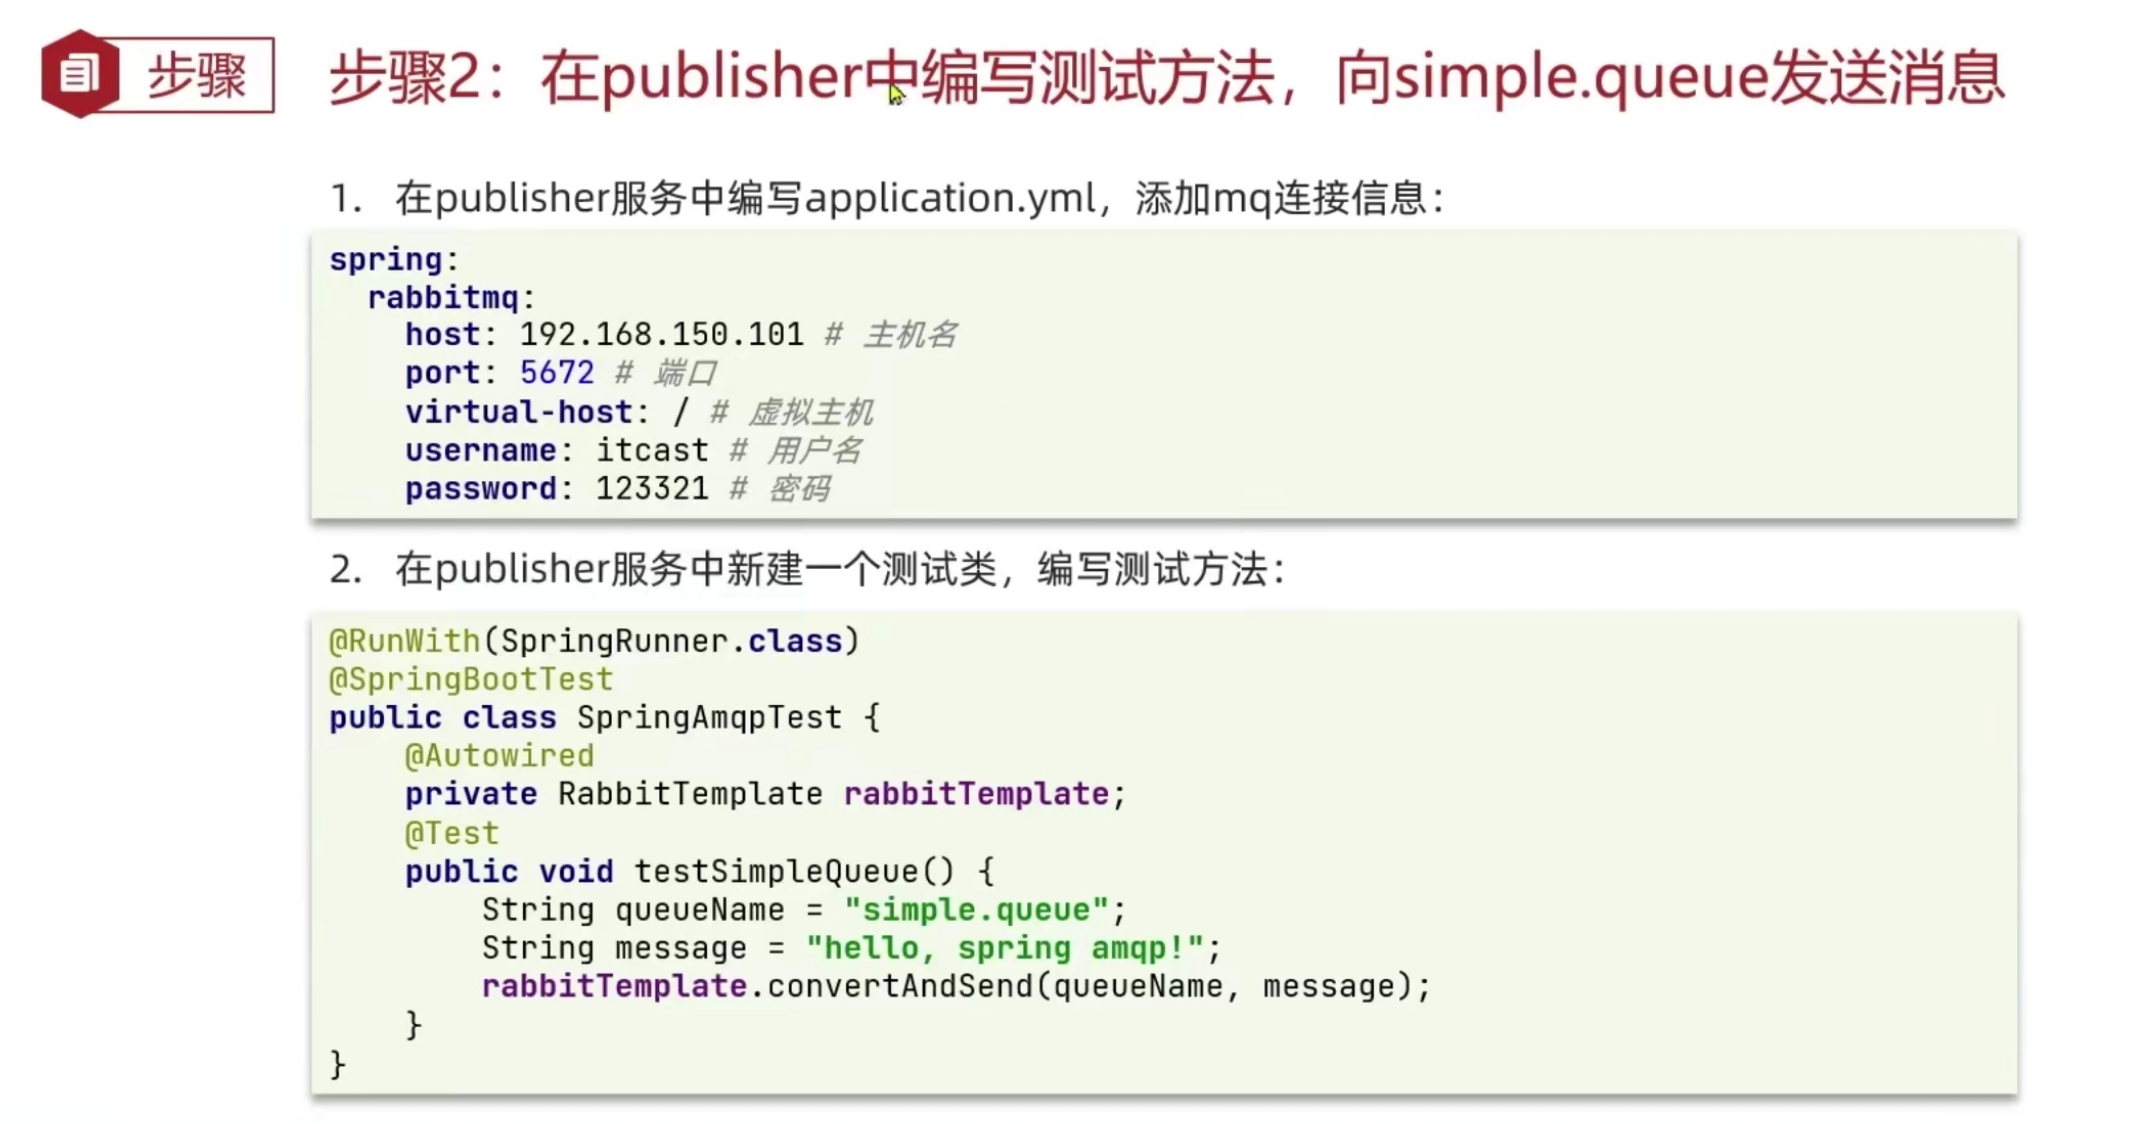 步骤
步骤2：在publisher中编写测试方法，向simple.queue发送消息
1. 在publisher服务中编写application.yml，添加mq连接信息：
spring:
  rabbitmq:
    host: 192.168.150.101 # 主机名
    port: 5672 # 端口
    virtual-host: / # 虚拟主机
    username: itcast # 用户名
    password: 123321 # 密码
2. 在publisher服务中新建一个测试类，编写测试方法：
@RunWith(SpringRunner.class)
@SpringBootTest
public class SpringAmqpTest {
    @Autowired
    private RabbitTemplate rabbitTemplate;
    @Test
    public void testSimpleQueue() {
        String queueName = "simple.queue";
        String message = "hello, spring amqp!";
        rabbitTemplate.convertAndSend(queueName, message);
    }
}